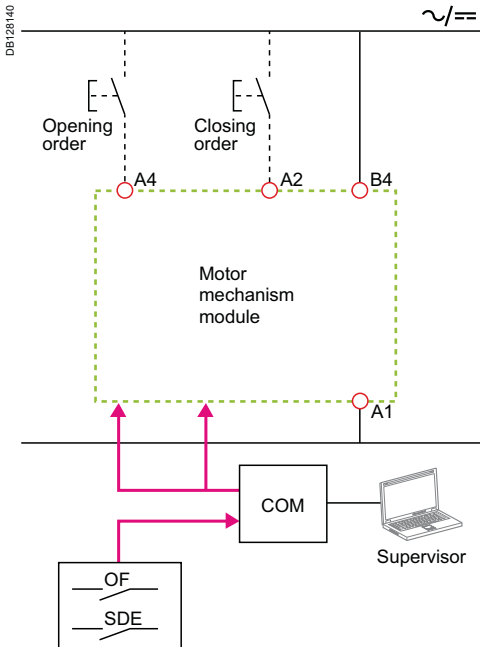 DB128140
Opening
order
Closing
order
A4
A2
B4
Motor
mechanism
module
A1
COM
Supervisor
OF
SDE